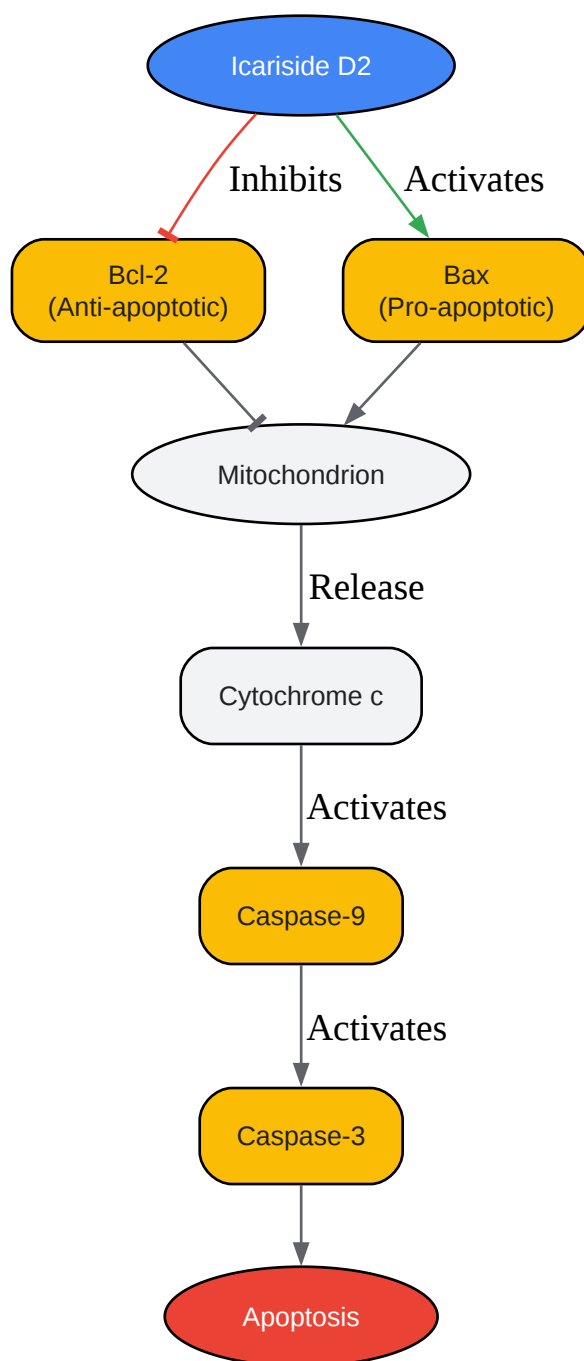 Icariside D2
Inhibits
Activates
Bcl-2
(Anti-apoptotic)
Bax
(Pro-apoptotic)
Mitochondrion
Release
Cytochrome c
Activates
Caspase-9
Activates
Caspase-3
Apoptosis